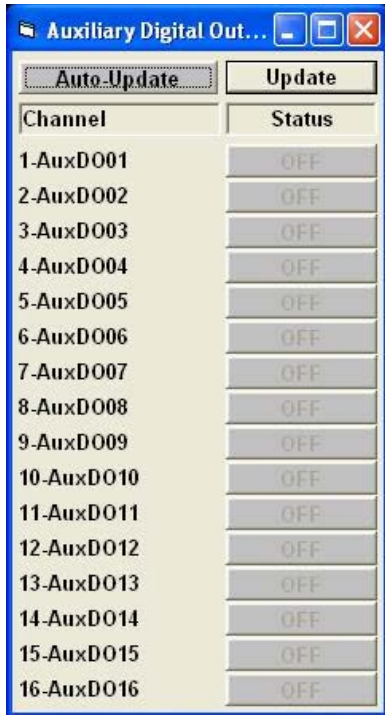 Auxiliary Digital Out...
Auto-Update Update
Channel Status
1-AuxDO01 OFF
2-AuxDO02 OFF
3-AuxDO03 OFF
4-AuxDO04 OFF
5-AuxDO05 OFF
6-AuxDO06 OFF
7-AuxDO07 OFF
8-AuxDO08 OFF
9-AuxDO09 OFF
10-AuxDO10 OFF
11-AuxDO11 OFF
12-AuxDO12 OFF
13-AuxDO13 OFF
14-AuxDO14 OFF
15-AuxDO15 OFF
16-AuxDO16 OFF